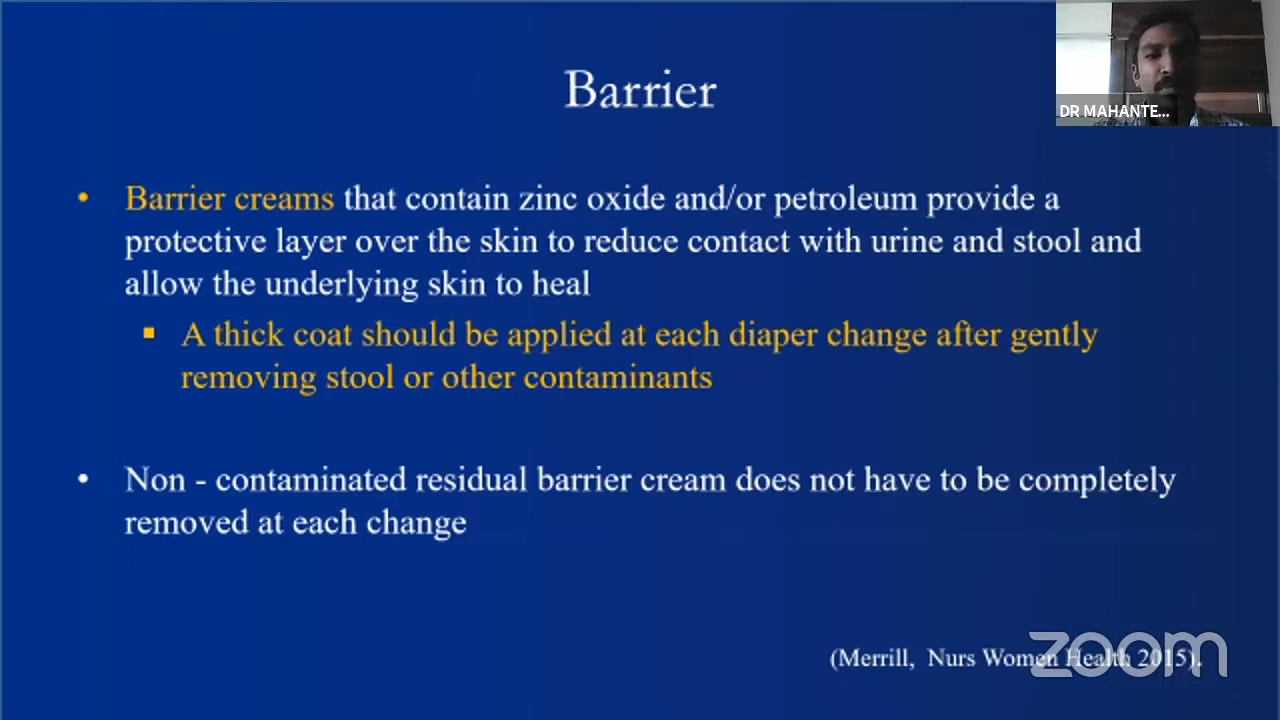 Barrier
DR MAHANTE...
• Barrier creams that contain zinc oxide and/or petroleum provide a
protective layer over the skin to reduce contact with urine and stool and
allow the underlying skin to heal
▪ A thick coat should be applied at each diaper change after gently
removing stool or other contaminants
• Non - contaminated residual barrier cream does not have to be completely
removed at each change
(Merrill, Nurs Women Health 2015).
zoom